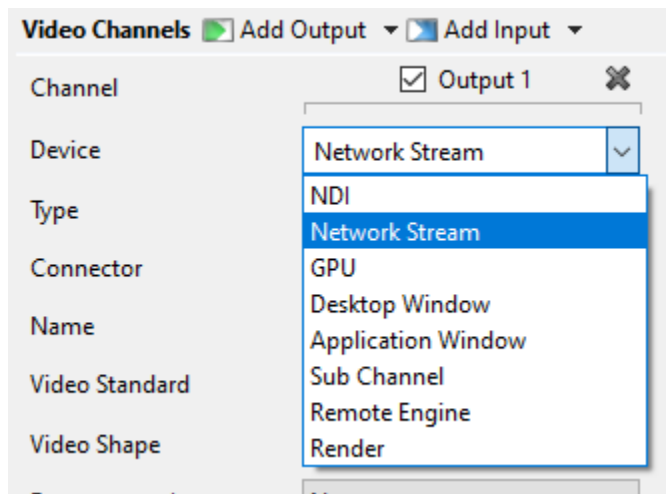 Video Channels Add Output Add Input
Channel Output 1
Device Network Stream
NDI
Type
Network Stream
Connector GPU
Desktop Window
Name Application Window
Video Standard Sub Channel
Remote Engine
Video Shape Render